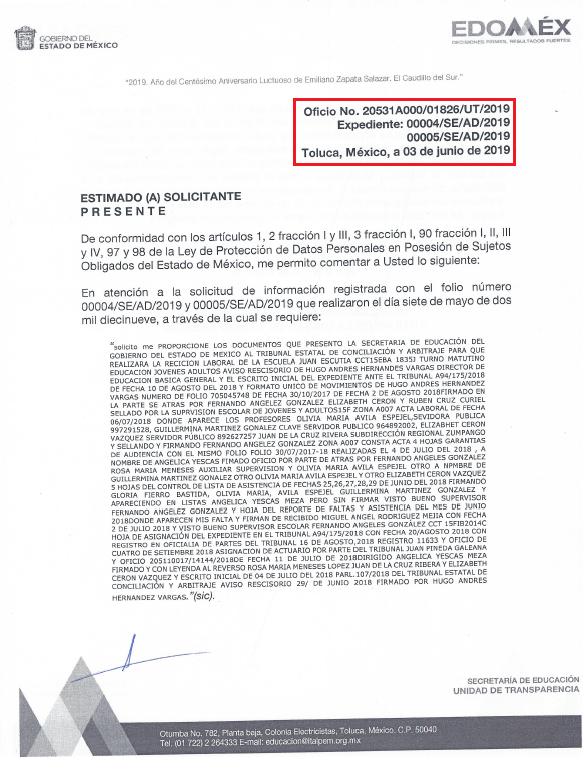 GOBIERNO DEL
ESTADO DE MÉXICO
EDOMÉX
DECISIONES FIRMES, RESULTADOS FUERTES.
"2019. Año del Centésimo Aniversario Luctuoso de Emiliano Zapata Salazar. El Caudillo del Sur."
Oficio No. 20531A000/01826/UT/2019
Expediente: 00004/SE/AD/2019
00005/SE/AD/2019
Toluca, México, a 03 de junio de 2019
ESTIMADO (A) SOLICITANTE
P R E S E N T E
De conformidad con los artículos 1, 2 fracción I y III, 3 fracción I, 90 fracción I, II, III
y IV, 97 y 98 de la Ley de Protección de Datos Personales en Posesión de Sujetos
Obligados del Estado de México, me permito comentar a Usted lo siguiente:
En atención a la solicitud de información registrada con el folio número
00004/SE/AD/2019 y 00005/SE/AD/2019 que realizaron el día siete de mayo de dos
mil diecinueve, a través de la cual se requiere:
"solicito me PROPORCIONE LOS DOCUMENTOS QUE PRESENTO LA SECRETARIA DE EDUCACIÓN DEL
GOBIERNO DEL ESTADO DE MEXICO AL TRIBUNAL ESTATAL DE CONCILIACIÓN Y ARBITRAJE PARA QUE
REALIZARA LA RECICION LABORAL DE LA ESCUELA JUAN ESCUTIA CCT15EBA 1835J TURNO MATUTINO
EDUCACION JOVENES ADULTOS AVISO RESCISORIO DE HUGO ANDRES HERNANDES VARGAS DIRECTOR DE
EDUCACION BASICA GENERAL Y EL ESCRITO INICIAL DEL EXPEDIENTE ANTE EL TRIBUNAL A94/175/2018
DE FECHA 10 DE AGOSTO DEL 2018 Y FORMATO UNICO DE MOVIMIENTOS DE HUGO ANDRES HERNANDEZ
VARGAS NUMERO DE FOLIO 705045748 DE FECHA 30/10/2017 DE FECHA 2 DE AGOSTO 2018FIRMADO EN
LA PARTE SE ATRAS POR FERNANDO ANGELEZ GONZALEZ ELIZABETH CERON Y RUBEN CRUZ CURIEL
SELLADO POR LA SUPRVISION ESCOLAR DE JOVENES Y ADULTOS15F ZONA A007 ACTA LABORAL DE FECHA
06/07/2018 DONDE APARECE LOS PROFESORES OLIVIA MARIA AVILA ESPEJEL,SEVIDORA PUBLICA
997291528, GUILLERMINA MARTINEZ GONALEZ CLAVE SERVIDOR PUBLICO 964892002, ELIZABHET CERON
VAZQUEZ SERVIDOR PÚBLICO 892627257 JUAN DE LA CRUZ RIVERA SUBDIRECCIÓN REGIONAL ZUMPANGO
Y SELLANDO Y FIRMANDO FERNANDO ANGELEZ GONZALEZ ZONA A007 CONSTA ACTA 4 HOJAS GARANTIAS
DE AUDIENCIA CON EL MISMO FOLIO 30/07/2017-18 REALIZADAS EL 4 DE JULIO DEL 2018 , A
NOMBRE DE ANGELICA YESCAS FIMADO OFICIO POR PARTE DE ATRAS POR FERNANDO ANGELES GONZALEZ
ROSA MARIA MENESES AUXILIAR SUPERVISION Y OLIVIA MARIA AVILA ESPEJEL OTRO A NPMBRE DE
GUILLERMINA MARTINEZ GONALEZ OTRO OLIVIA MARIA AVILA ESPEJEL.Y OTRO ELIZABETH CERON VAZQUEZ
5 HOJAS DEL CONTROL DE LISTA DE ASISTENCIA DE FECHAS 25,26,27,28,29 DE JUNIO DEL 2018 FIRMANDO
GLORIA FIERRO BASTIDA, OLIVIA MARIA, AVILA ESPEJEL GUILLERMINA MARTINEZ GONZALEZ Y
APARECIENDO EN LISTAS ANGELICA YESCAS MEZA PERO SIN FIRMAR VISTO BUENO SUPERVISOR
FERNANDO ANGELEZ GONZALEZ Y HOJA DEL REPORTE DE FALTAS Y ASISTENCIA DEL MES DE JUNIO
2018DONDE APARECEN MIS FALTA Y FIRMAN DE RECIBIDO MIGUEL ANGEL RODRIGUEZ MEJIA CON FECHA
2 DE JULIO 2018 Y VISTO BUENO SUPERVISOR ESCOLAR FERNANDO ANGELES GONZÁLEZ CCT 15FIB2014C
HOJA DE ASIGNACIÓN DEL EXPEDIENTE EN EL TRIBUNAL A94/175/2018 CON FECHA 20/AGOSTO 2018 CON
REGISTRO EN OFICIALIA DE PARTES DEL TRIBUNAL 16 DE AGOSTO,2018 REGISTRO 11633 Y OFICIO DE
CUATRO DE SETIEMBRE 2018 ASIGNACION DE ACTUARIO POR PARTE DEL TRIBUNAL JUAN PINEDA GALEANA
Y OFICIO 205110017/14144/2018DE FECHA 11 DE JULIO DEL 2018DIRIGIDO ANGELICA YESCAS MEZA
FIRMADO Y CON LEYENDA AL REVERSO ROSA MARIA MENESES LOPEZ JUAN DE LA CRUZ RIBERA Y ELIZABETH
CERON VAZQUEZ Y ESCRITO INICIAL DE 04 DE JULIO DEL 2018 PARL.107/2018 DEL TRIBUNAL ESTATAL DE
CONCILIACIÓN Y ARBITRAJE AVISO RESCISORIO 29/ DE JUNIO 2018 FIRMADO POR HUGO ANDRES
HERNANDEZ VARGAS."(sic).
SECRETARÍA DE EDUCACIÓN
UNIDAD DE TRANSPARENCIA
Otumba No. 782, Planta baja, Colonia Electricistas, Toluca, México. C.P. 50040
Tel. (01 722) 2 264333 E-mail: educacion@itaipem.org.mx